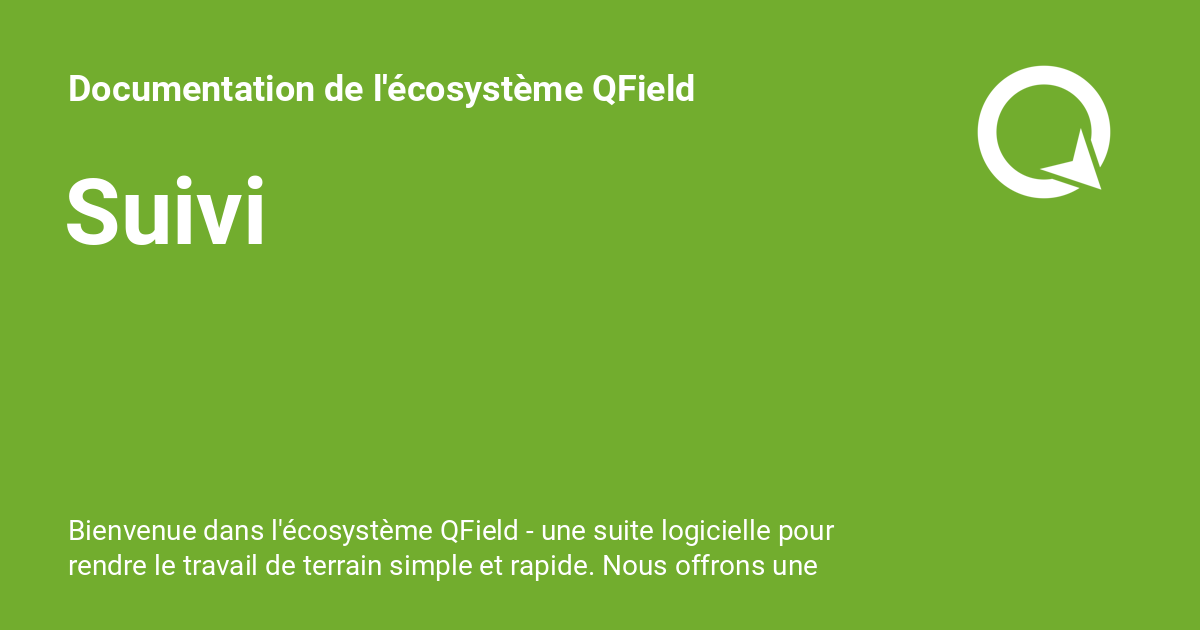 Documentation de l'écosystème QField
Suivi
Bienvenue dans l'écosystème QField - une suite logicielle pour
rendre le travail de terrain simple et rapide. Nous offrons une